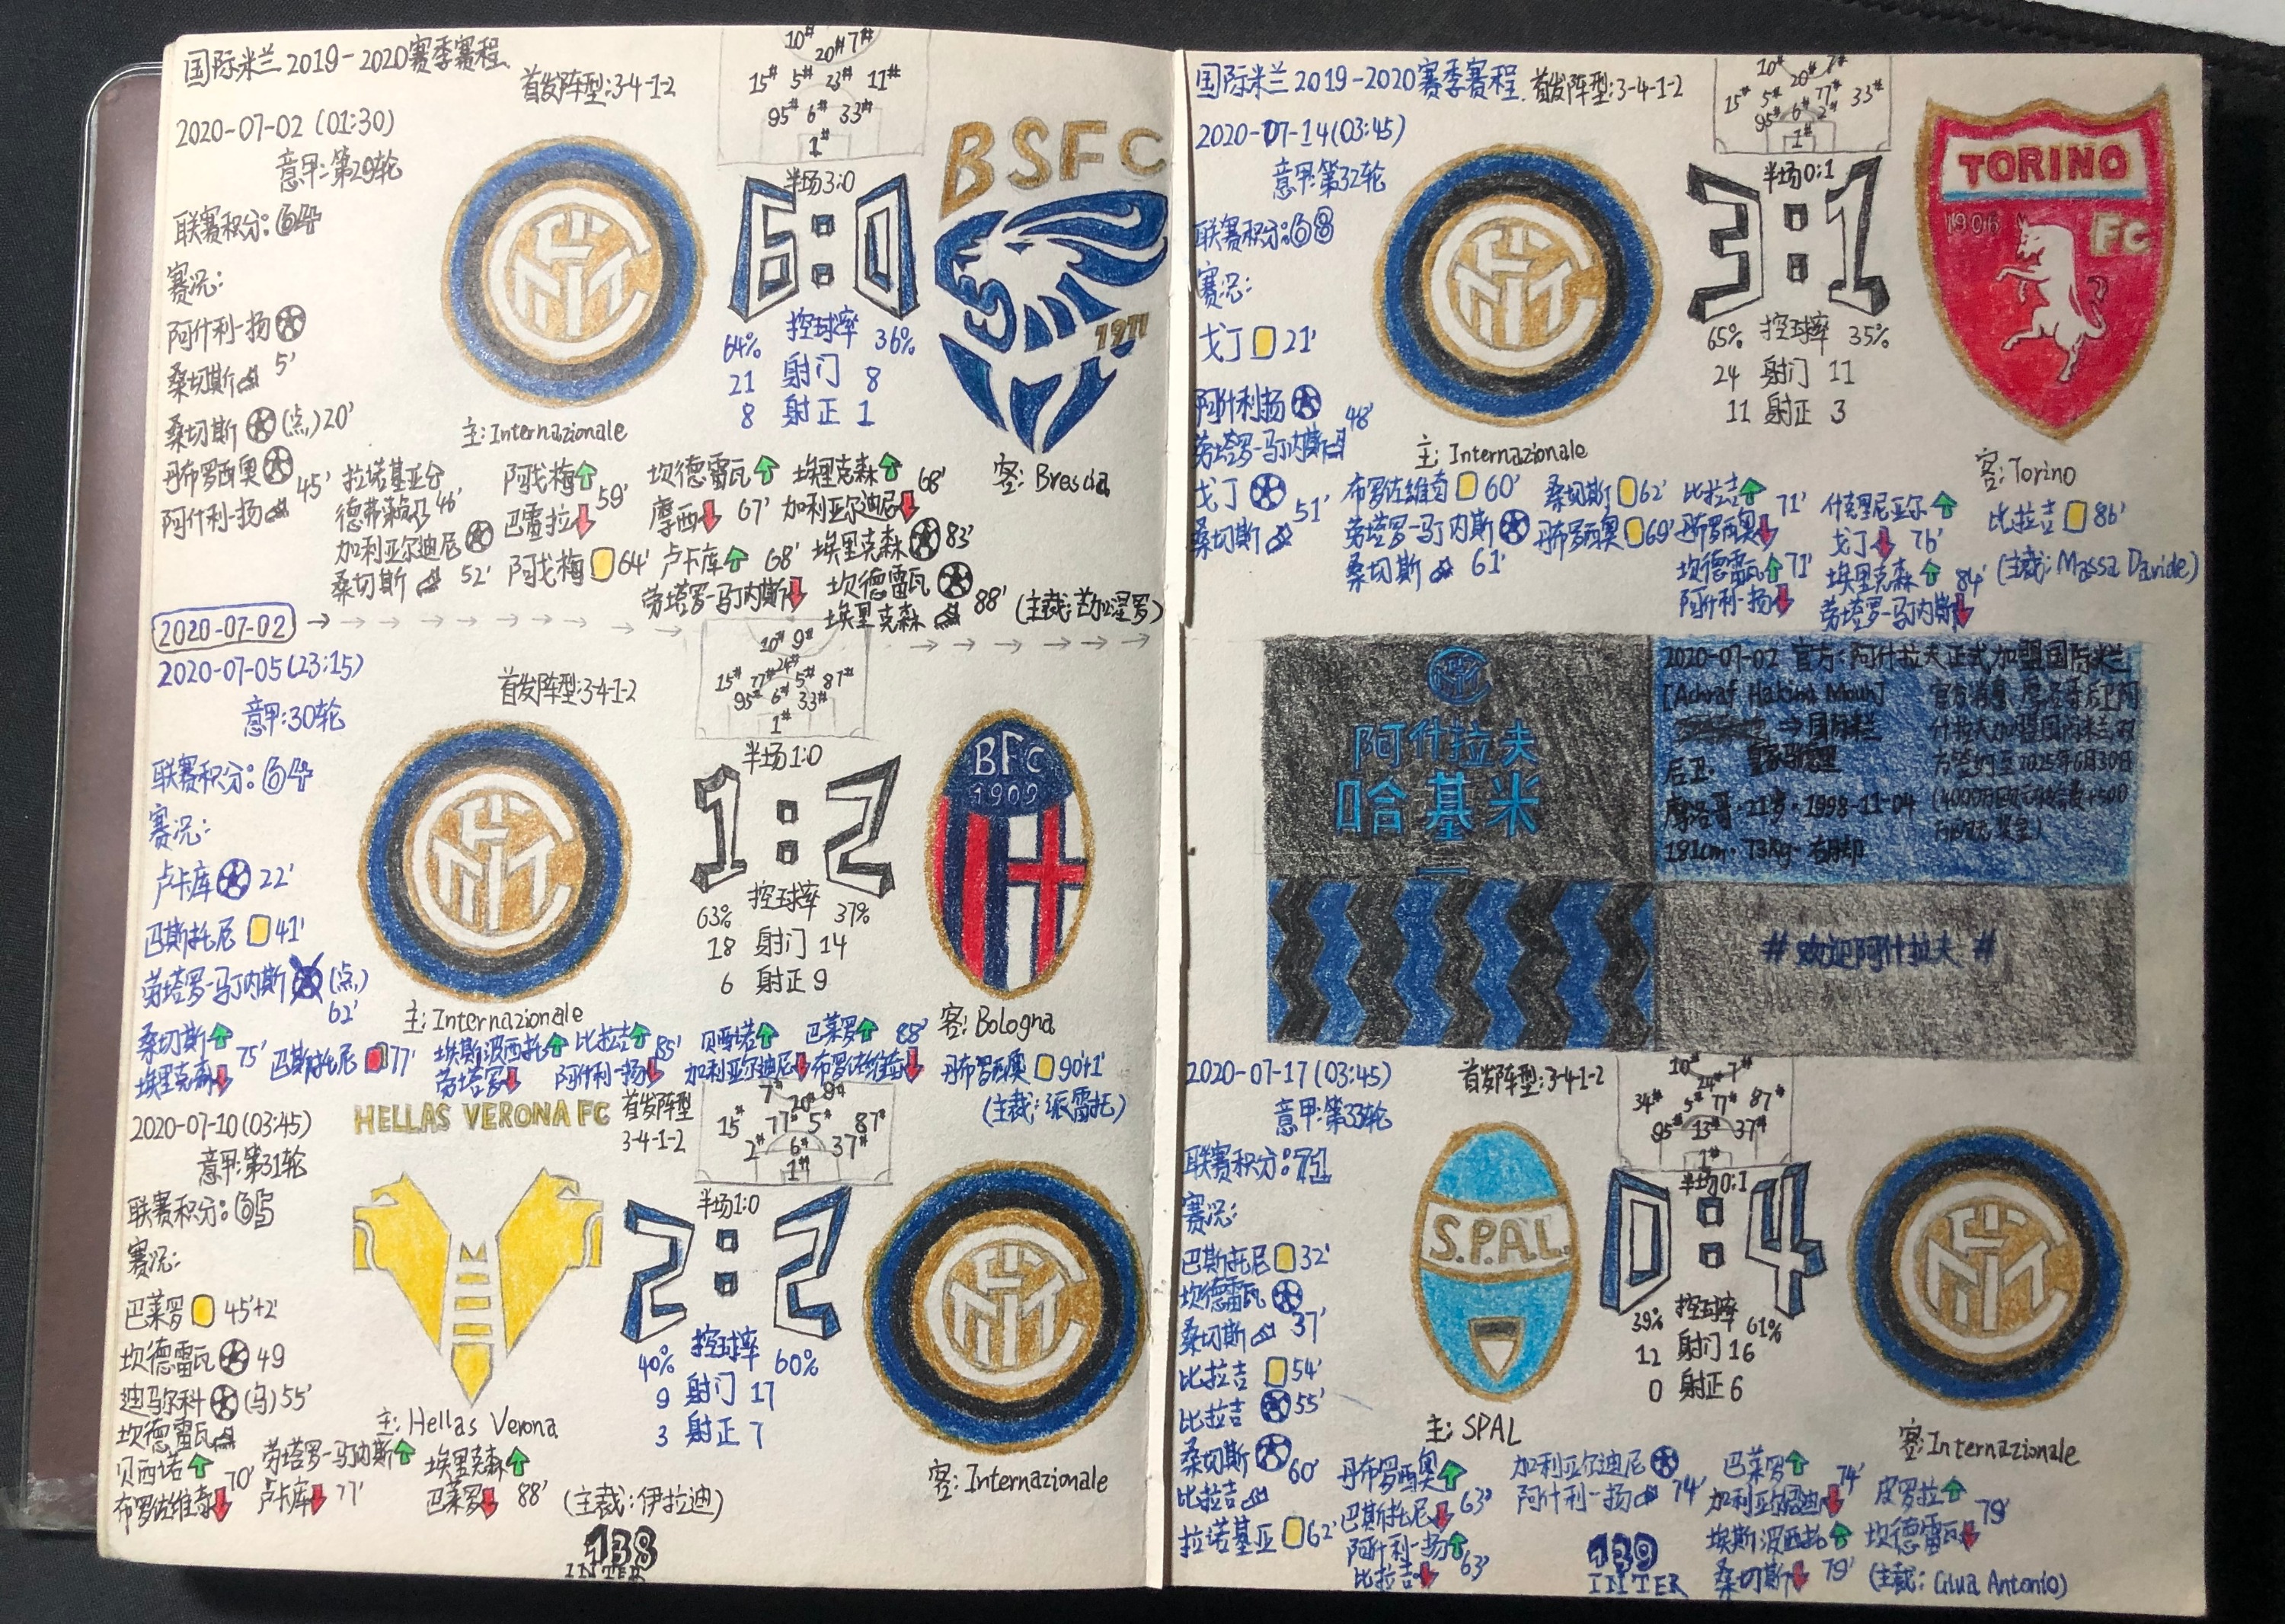 国际米兰2019-2020赛季赛程
首发阵型:3-4-1-2
10# 20# 7#
15# 5# 23# 11#
95# 6# 33#
1#
2020-07-02 (01:30)
意甲:第29轮
联赛积分:64
赛况:
阿什利-扬
桑切斯 5'
桑切斯 (点) 20'
丹布罗西奥
阿什利-扬 45'
半场3:0
6:0
64% 控球率 36%
21 射门 8
8 射正 1
主:Internazionale
BSFC
1911
客:Brescia
拉诺基亚
德弗莱 46'
加利亚尔迪尼
桑切斯 52'
阿戈梅
巴雷拉 59'
阿戈梅 64'
坎德雷瓦
摩西 67'
卢卡库 68'
劳塔罗-马丁内斯
埃里克森 68'
加利亚尔迪尼
埃里克森 83'
坎德雷瓦
埃里克森 88'
2020-07-02
2020-07-05(23:15)
意甲:30轮
首发阵型:3-4-1-2
10# 9#
24#
15# 77# 5# 87#
95# 6# 33#
1#
联赛积分:64
赛况:
卢卡库 22'
巴斯托尼 41'
劳塔罗-马丁内斯 (点)
62'
半场1:0
1:2
63% 控球率 37%
18 射门 14
6 射正 9
主:Internazionale
BFC
1909
客:Bologna
桑切斯
埃里克森 75'
巴斯托尼 77'
埃斯波西托
劳塔罗
比拉吉 85'
阿什利-扬
贝西诺
加利亚尔迪尼
巴莱罗 88'
布罗佐维奇
丹布罗西奥 90+1'
(主裁:派雷托)
2020-07-10(03:45)
意甲:第31轮
HELLAS VERONA FC
首发阵型
3-4-1-2
7# 20# 9#
15# 77# 5# 87#
2# 6# 37#
1#
联赛积分:65
赛况:
巴莱罗 45'+2'
坎德雷瓦 49
迪马尔科 (乌) 55'
坎德雷瓦
半场1:0
2:2
40% 控球率 60%
9 射门 17
3 射正 7
主:Hellas Verona
客:Internazionale
贝西诺
布罗佐维奇 70'
劳塔罗-马丁内斯
卢卡库 77'
埃里克森
巴莱罗 88'
(主裁:伊拉迪)
138
INTER
国际米兰2019-2020赛季赛程
首发阵型:3-4-1-2
10# 20# 7#
15# 5# 77# 33#
95# 6# 2#
1#
2020-07-14(03:45)
意甲:第32轮
联赛积分:68
赛况:
戈丁 21'
阿什利扬
劳塔罗-马丁内斯 48'
戈丁
桑切斯 51'
半场0:1
3:1
65% 控球率 35%
24 射门 11
11 射正 3
主:Internazionale
TORINO
1906
FC
客:Torino
布罗佐维奇 60'
劳塔罗-马丁内斯
桑切斯 61'
桑切斯 62'
丹布罗西奥 69'
比拉吉
丹布罗西奥 71'
坎德雷瓦 71'
阿什利-扬
什克里尼亚尔
戈丁 76'
埃里克森 84'
劳塔罗-马丁内斯
比拉吉 86'
(主裁:Massa Davide)
阿什拉夫
哈基米
2020-07-02 官方:阿什拉夫正式加盟国际米兰
[Achraf Hakimi Mouh]
→国际米兰
后卫. 皇家马德里
摩洛哥·21岁·1998-11-04
181cm·73Kg·右脚
官方消息,摩洛哥后卫阿
什拉夫加盟国际米兰,双
方签约至2025年6月30日
#欢迎阿什拉夫#
2020-07-17(03:45)
意甲:第33轮
首发阵型:3-4-1-2
10# 24# 7#
34# 5# 77# 87#
95# 13# 37#
1#
联赛积分:71
赛况:
巴斯托尼 32'
坎德雷瓦
桑切斯 37'
比拉吉 54'
比拉吉 55'
桑切斯 60'
比拉吉
拉诺基亚 62'
S.P.A.L.
半场0:1
0:4
39% 控球率 61%
12 射门 16
0 射正 6
主:SPAL
客:Internazionale
丹布罗西奥
巴斯托尼 63'
阿什利-扬
比拉吉 63'
加利亚尔迪尼
阿什利-扬 74'
巴莱罗 74'
加利亚尔迪尼
埃斯波西托
桑切斯 79'
皮罗拉
坎德雷瓦 79'
(主裁:Giua Antonio)
139
INTER